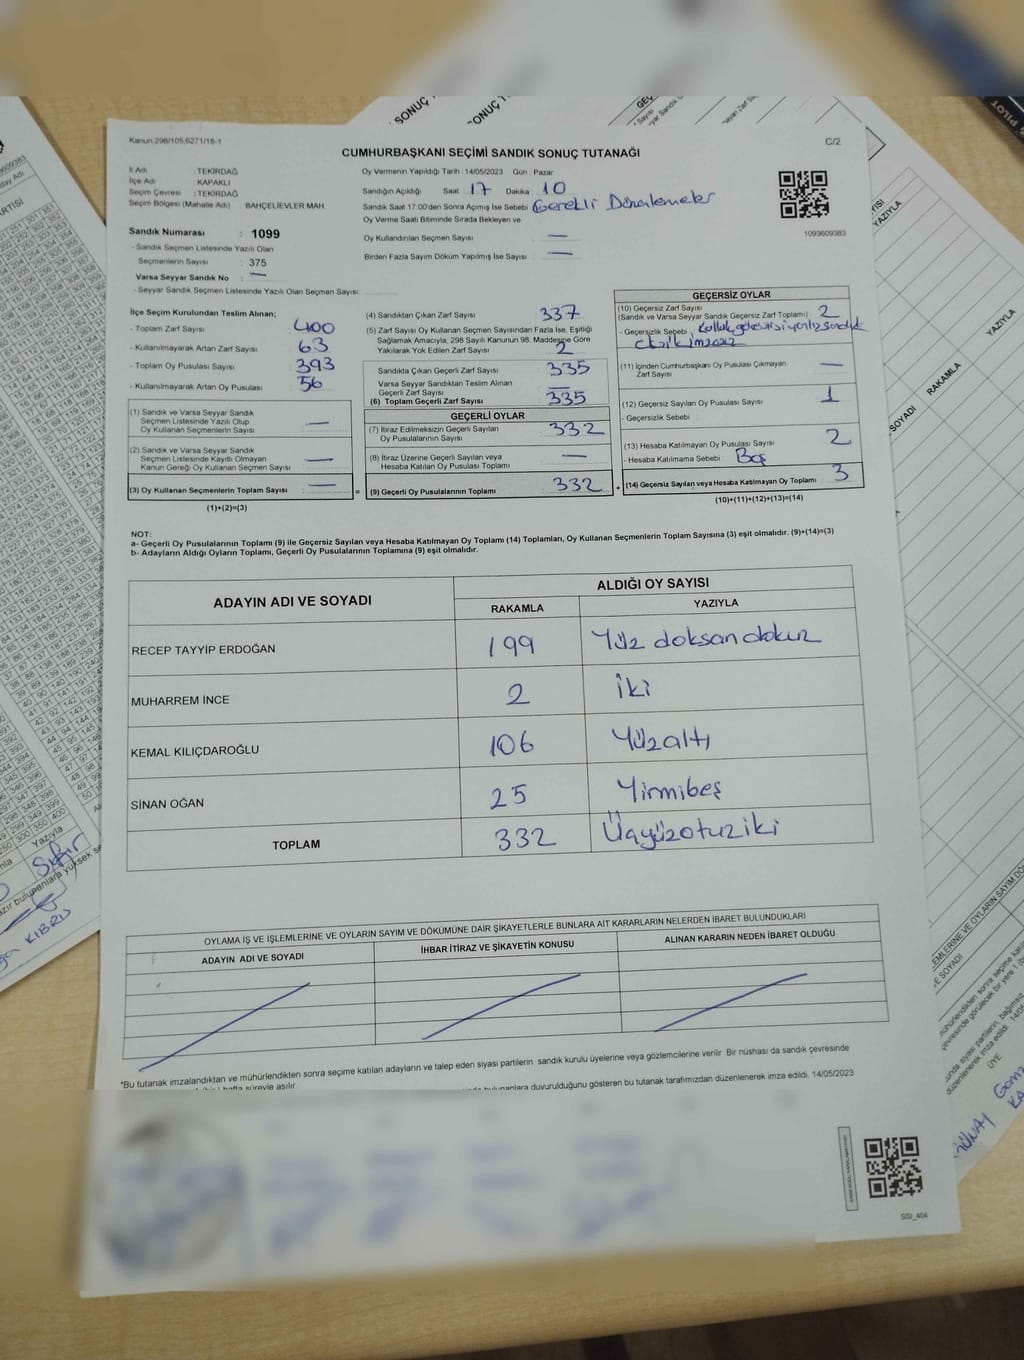 Kanun:298/105,6271/18-1
C/2
CUMHURBAŞKANI SEÇİMİ SANDIK SONUÇ TUTANAĞI
İl Adı : TEKİRDAĞ
İlçe Adı : KAPAKLI
Seçim Çevresi : TEKİRDAĞ
Seçim Bölgesi (Mahalle Adı) : BAHÇELİEVLER MAH.
Sandık Numarası : 1099
- Sandık Seçmen Listesinde Yazılı Olan
Seçmenlerin Sayısı : 375
Varsa Seyyar Sandık No : —
- Seyyar Sandık Seçmen Listesinde Yazılı Olan Seçmen Sayısı:
Oy Vermenin Yapıldığı Tarih : 14/05/2023 Gün : Pazar
Sandığın Açıldığı Saat 17 Dakika 10
Sandık Saat 17:00'den Sonra Açılmış İse Sebebi
Oy Verme Saati Bitiminde Sırada Bekleyen ve
Oy Kullandırılan Seçmen Sayısı —
Birden Fazla Sayım Döküm Yapılmış İse Sayısı —
1093609383
İlçe Seçim Kurulundan Teslim Alınan;
- Toplam Zarf Sayısı 400
- Kullanılmayarak Artan Zarf Sayısı 63
- Toplam Oy Pusulası Sayısı 393
- Kullanılmayarak Artan Oy Pusulası 56
(1) Sandık ve Varsa Seyyar Sandık
Seçmen Listesinde Yazılı Olup
Oy Kullanan Seçmenlerin Sayısı —
(2) Sandık ve Varsa Seyyar Sandık
Seçmen Listesinde Kayıtlı Olmayan
Kanun Gereği Oy Kullanan Seçmen Sayısı —
(3) Oy Kullanan Seçmenlerin Toplam Sayısı — =
(1)+(2)=(3)
(4) Sandıktan Çıkan Zarf Sayısı 337
(5) Zarf Sayısı Oy Kullanan Seçmen Sayısından Fazla İse, Eşitliği
Sağlamak Amacıyla, 298 Sayılı Kanunun 98. Maddesine Göre
Yakılarak Yok Edilen Zarf Sayısı 2
Sandıkta Çıkan Geçerli Zarf Sayısı 335
Varsa Seyyar Sandıktan Teslim Alınan
Geçerli Zarf Sayısı —
(6) Toplam Geçerli Zarf Sayısı 335
GEÇERLİ OYLAR
(7) İtiraz Edilmeksizin Geçerli Sayılan
Oy Pusulalarının Sayısı 332
(8) İtiraz Üzerine Geçerli Sayılan veya
Hesaba Katılan Oy Pusulası Toplamı —
(9) Geçerli Oy Pusulalarının Toplamı 332 +
GEÇERSİZ OYLAR
(10) Geçersiz Zarf Sayısı
(Sandık ve Varsa Seyyar Sandık Geçersiz Zarf Toplamı) 2
- Geçersizlik Sebebi :
(11) İçinden Cumhurbaşkanı Oy Pusulası Çıkmayan
Zarf Sayısı —
(12) Geçersiz Sayılan Oy Pusulası Sayısı 1
- Geçersizlik Sebebi :
(13) Hesaba Katılmayan Oy Pusulası Sayısı 2
- Hesaba Katılmama Sebebi : Boş
(14) Geçersiz Sayılan veya Hesaba Katılmayan Oy Toplamı 3
(10)+(11)+(12)+(13)=(14)
NOT:
a- Geçerli Oy Pusulalarının Toplamı (9) ile Geçersiz Sayılan veya Hesaba Katılmayan Oy Toplamı (14) Toplamları, Oy Kullanan Seçmenlerin Toplam Sayısına (3) eşit olmalıdır. (9)+(14)=(3)
b- Adayların Aldığı Oyların Toplamı, Geçerli Oy Pusulalarının Toplamına (9) eşit olmalıdır.
ADAYIN ADI VE SOYADI
ALDIĞI OY SAYISI
RAKAMLA YAZIYLA
RECEP TAYYİP ERDOĞAN 199 Yüz doksan dokuz
MUHARREM İNCE 2 iki
KEMAL KILIÇDAROĞLU 106 Yüzaltı
SİNAN OĞAN 25 Yirmibeş
TOPLAM 332 Üçyüzotuziki
OYLAMA İŞ VE İŞLEMLERİNE VE OYLARIN SAYIM VE DÖKÜMÜNE DAİR ŞİKAYETLERLE BUNLARA AİT KARARLARIN NELERDEN İBARET BULUNDUKLARI
ADAYIN ADI VE SOYADI İHBAR İTİRAZ VE ŞİKAYETİN KONUSU ALINAN KARARIN NEDEN İBARET OLDUĞU
"Bu tutanak imzalandıktan ve mühürlendikten sonra seçime katılan adayların ve talep eden siyasi partilerin sandık kurulu üyelerine veya gözlemcilerine verilir. Bir nüshası da sandık çevresinde
hafta süreyle asılır
bulunanlara duyurulduğunu gösteren bu tutanak tarafımızdan düzenlenerek imza edildi. 14/05/2023
SSI_404
SONUÇ
SONUÇ
YAZIYLA
YAZIYLA
RAKAMLA
SOYADI
Yazıyla
Sıfır
KIBRIS
ÜYE
PILOT